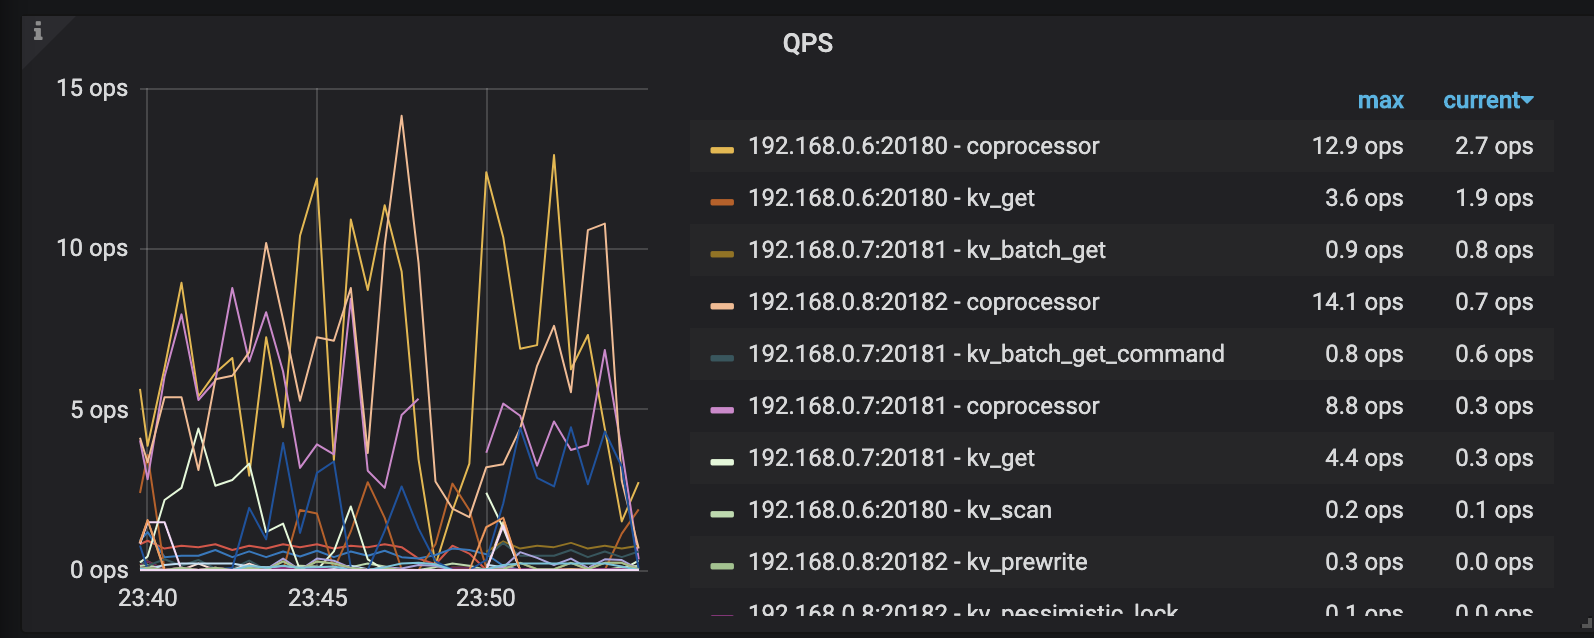 i
QPS
15 ops
10 ops
5 ops
0 ops
23:40 23:45 23:50
max current
192.168.0.6:20180 - coprocessor 12.9 ops 2.7 ops
192.168.0.6:20180 - kv_get 3.6 ops 1.9 ops
192.168.0.7:20181 - kv_batch_get 0.9 ops 0.8 ops
192.168.0.8:20182 - coprocessor 14.1 ops 0.7 ops
192.168.0.7:20181 - kv_batch_get_command 0.8 ops 0.6 ops
192.168.0.7:20181 - coprocessor 8.8 ops 0.3 ops
192.168.0.7:20181 - kv_get 4.4 ops 0.3 ops
192.168.0.6:20180 - kv_scan 0.2 ops 0.1 ops
192.168.0.8:20182 - kv_prewrite 0.3 ops 0.0 ops
192.168.0.8:20182 - kv_pessimistic_lock 0.1 ops 0.0 ops